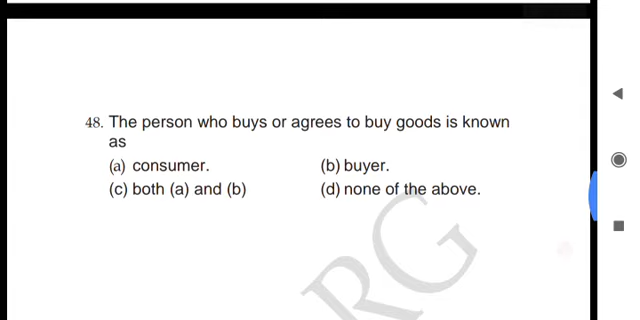 48. The person who buys or agrees to buy goods is known
as
(a) consumer. (b) buyer.
(c) both (a) and (b) (d) none of the above.
RG